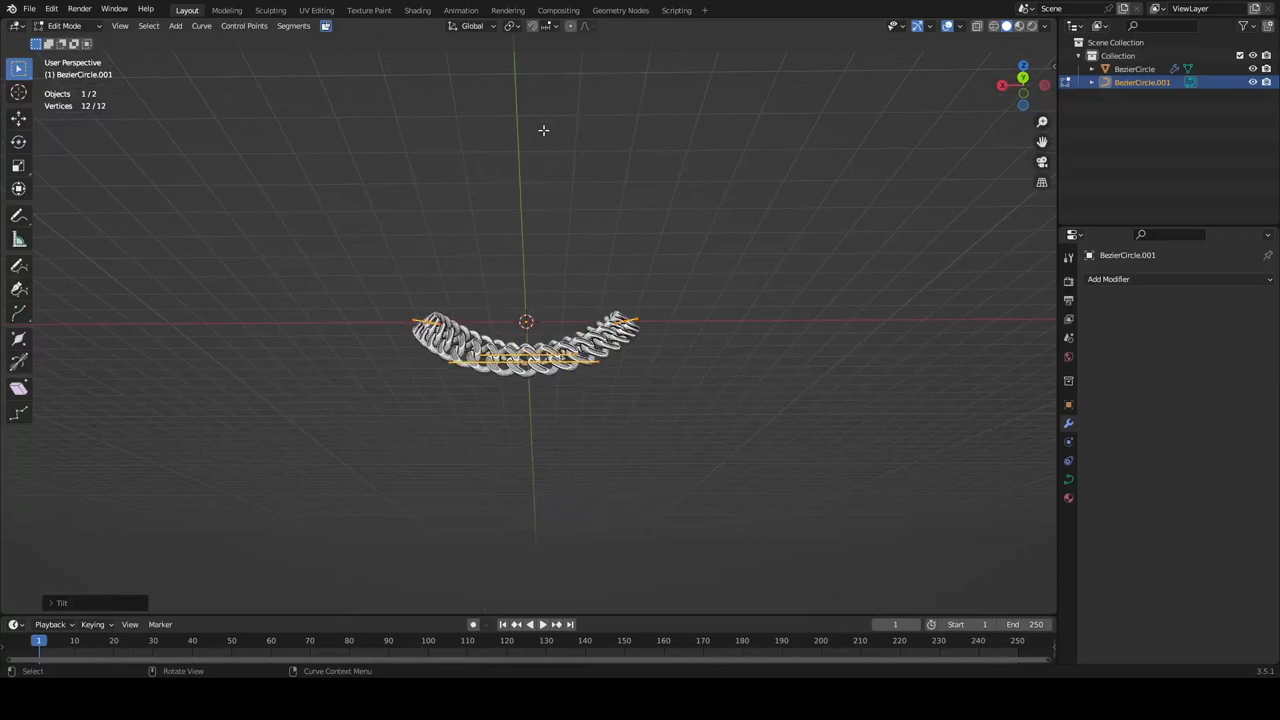 File Edit Render Window Help Layout Modeling Sculpting UV Editing Texture Paint Shading Animation Rendering Compositing Geometry Nodes Scripting + Scene ViewLayer
Edit Mode View Select Add Curve Control Points Segments Global
User Perspective
(1) BezierCircle.001
Objects 1/2
Vertices 12/12
X Y Z
Scene Collection
Collection
BezierCircle
BezierCircle.001
BezierCircle.001
Add Modifier
Tilt
Playback Keying View Marker 1 Start 1 End 250
1 10 20 30 40 50 60 70 80 90 100 110 120 130 140 150 160 170 180 190 200 210 220 230 240 250
Select Rotate View Curve Context Menu 3.5.1